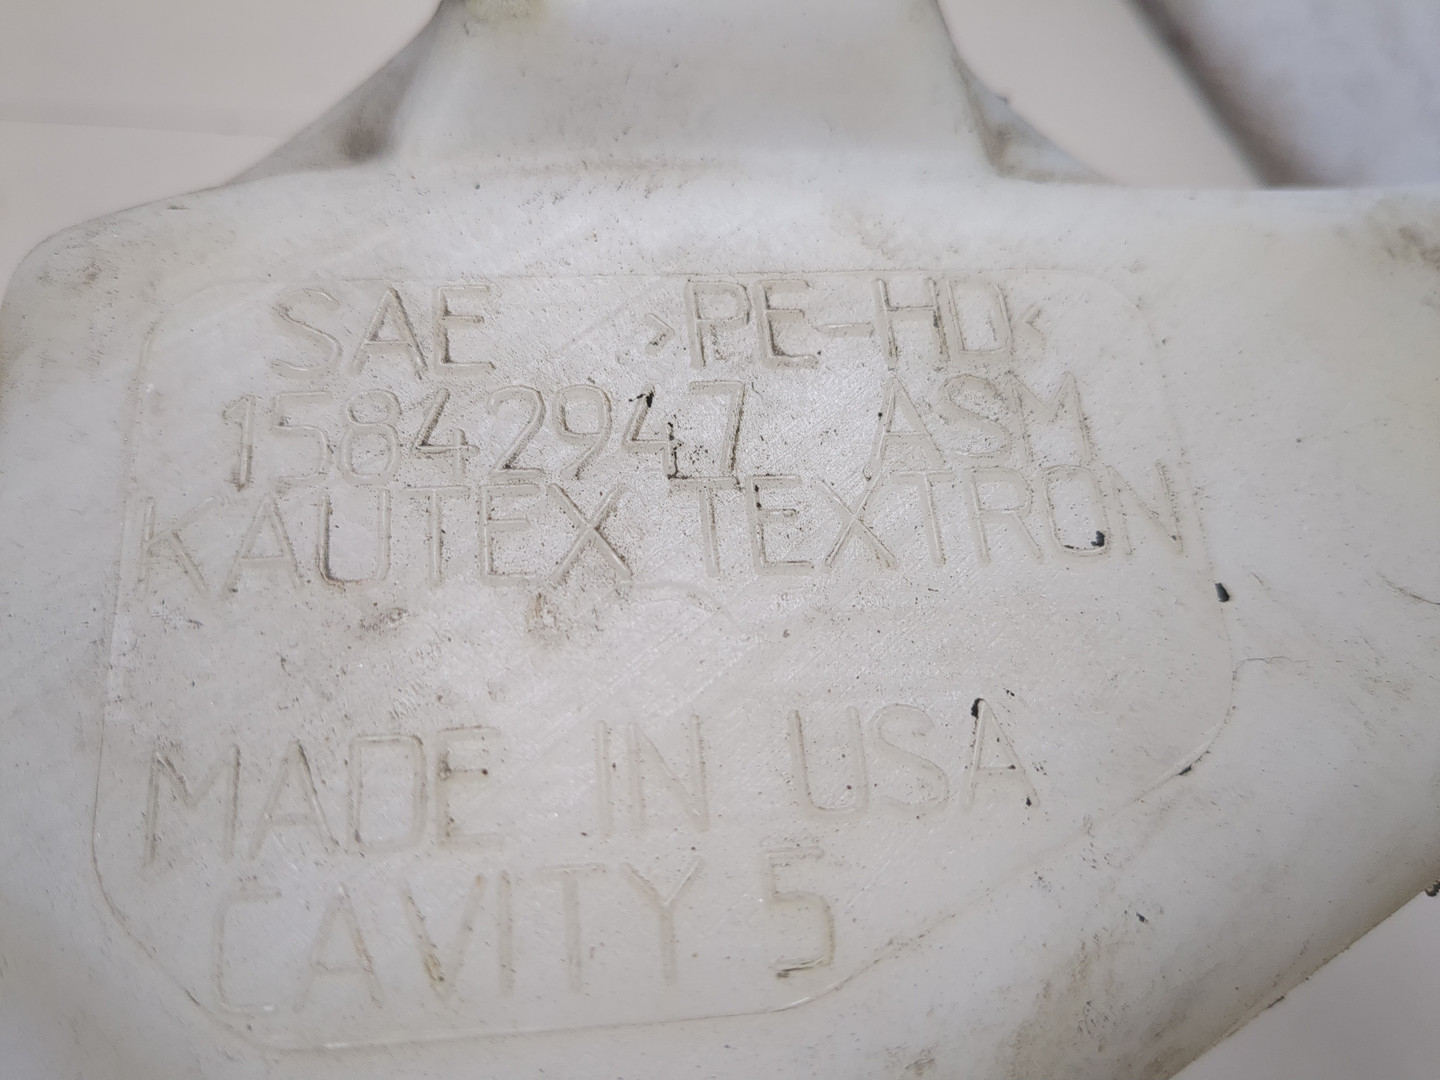 SAE >PE-HD<
15842947 ASM
KAUTEX TEXTRON
MADE IN USA
CAVITY 5